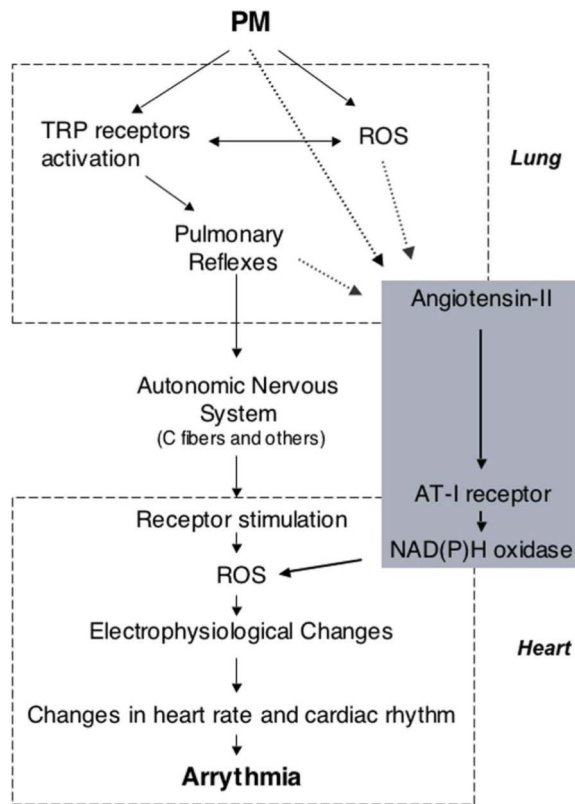 PM
TRP receptors
activation
ROS
Lung
Pulmonary
Reflexes
Angiotensin-II
Autonomic Nervous
System
(C fibers and others)
AT-I receptor
Receptor stimulation
NAD(P)H oxidase
ROS
Electrophysiological Changes
Heart
Changes in heart rate and cardiac rhythm
Arrythmia